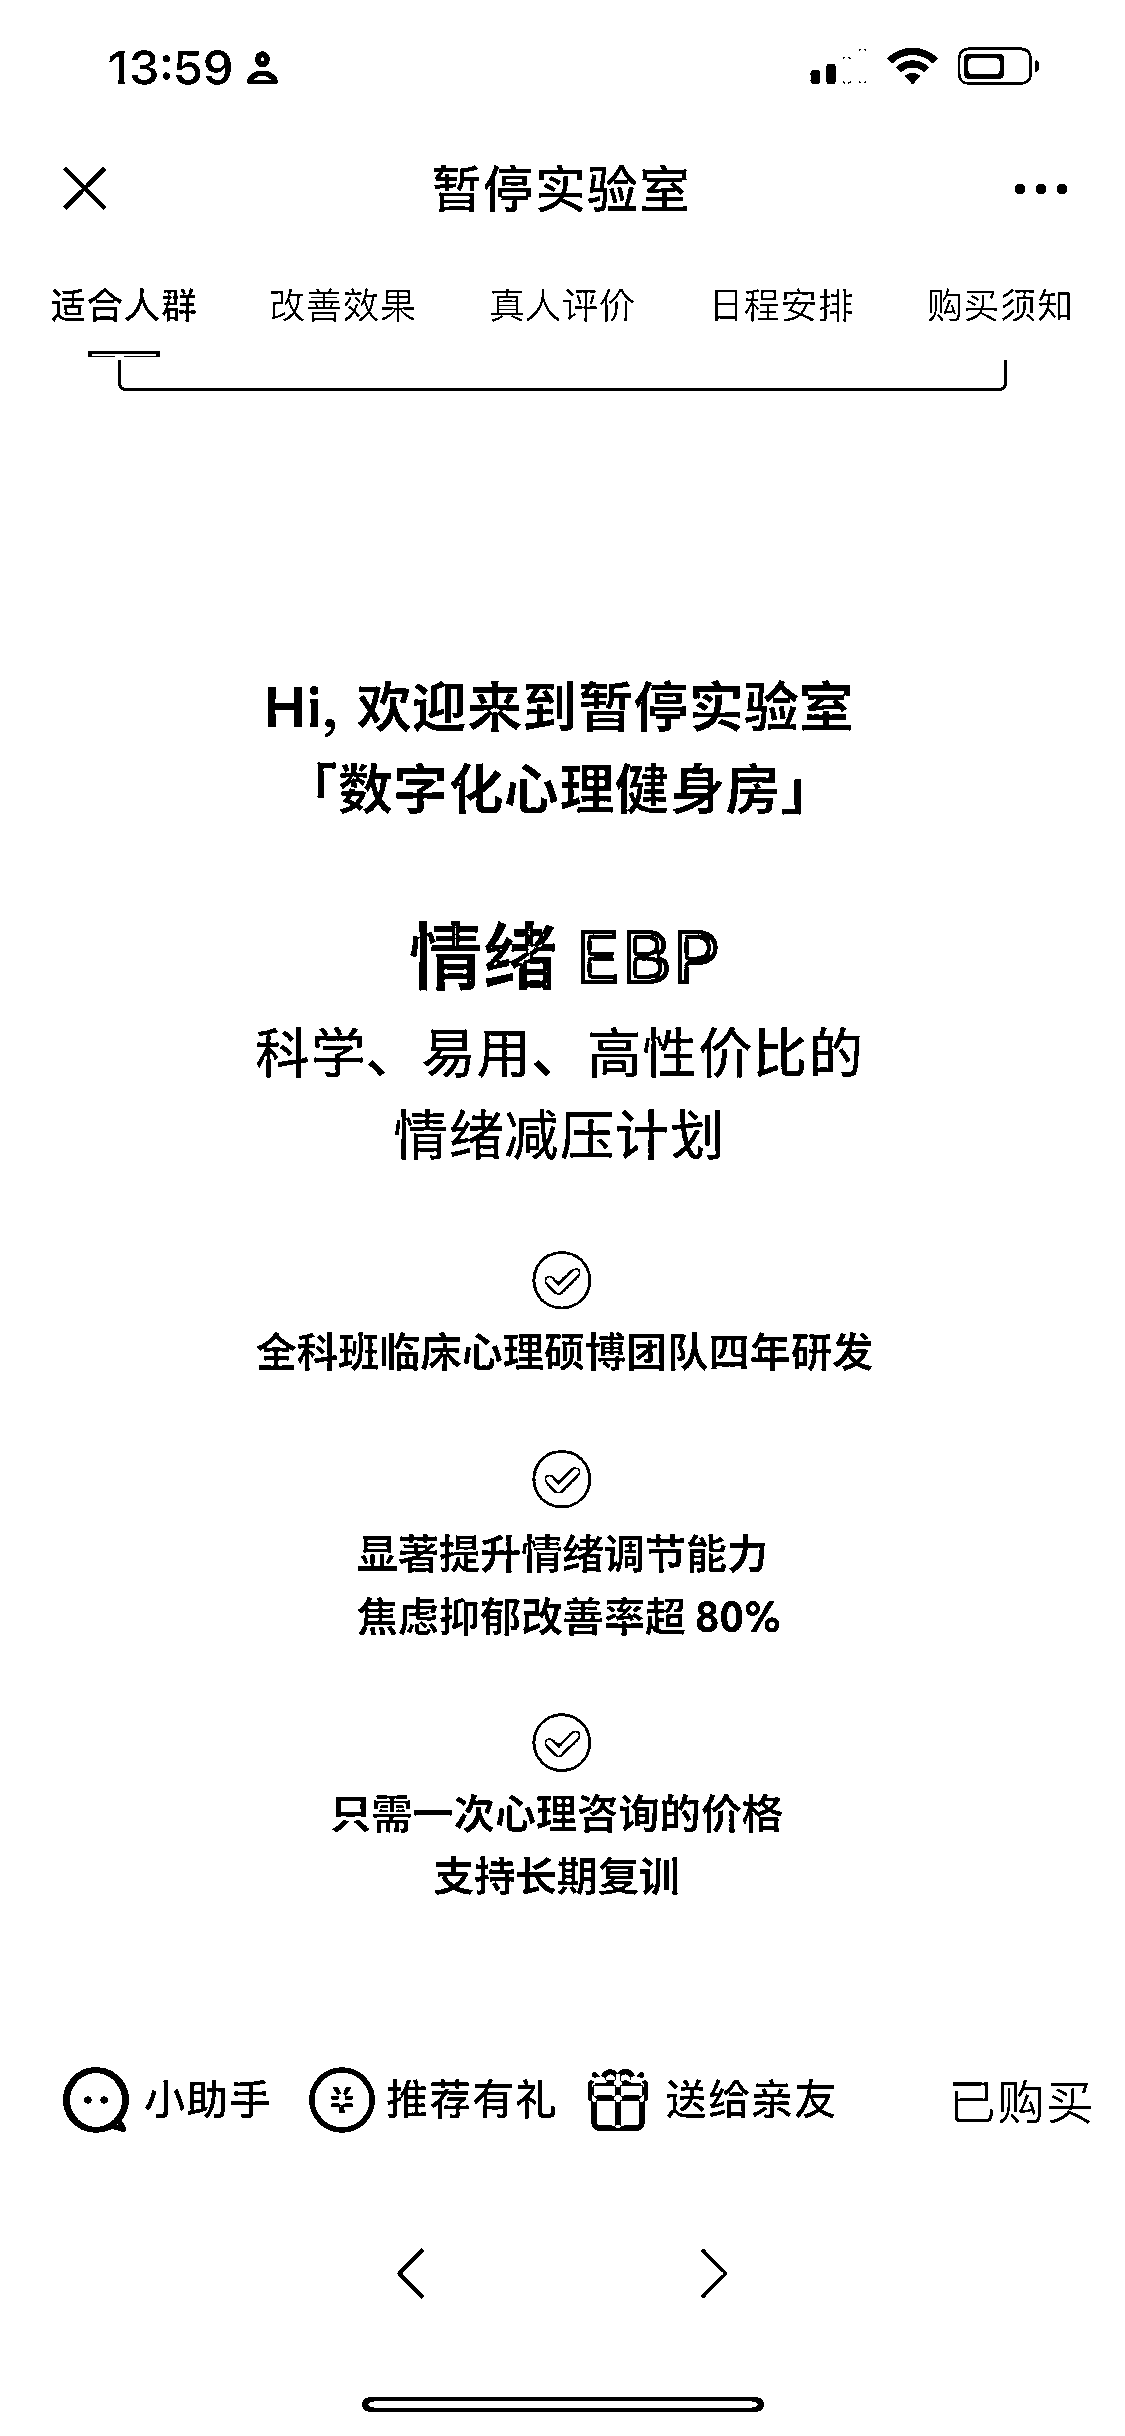 13:59
暂停实验室
适合人群 改善效果 真人评价 日程安排 购买须知
Hi, 欢迎来到暂停实验室
「数字化心理健身房」
情绪 EBP
科学、易用、高性价比的
情绪减压计划
全科班临床心理硕博团队四年研发
显著提升情绪调节能力
焦虑抑郁改善率超 80%
只需一次心理咨询的价格
支持长期复训
小助手 推荐有礼 送给亲友 已购买